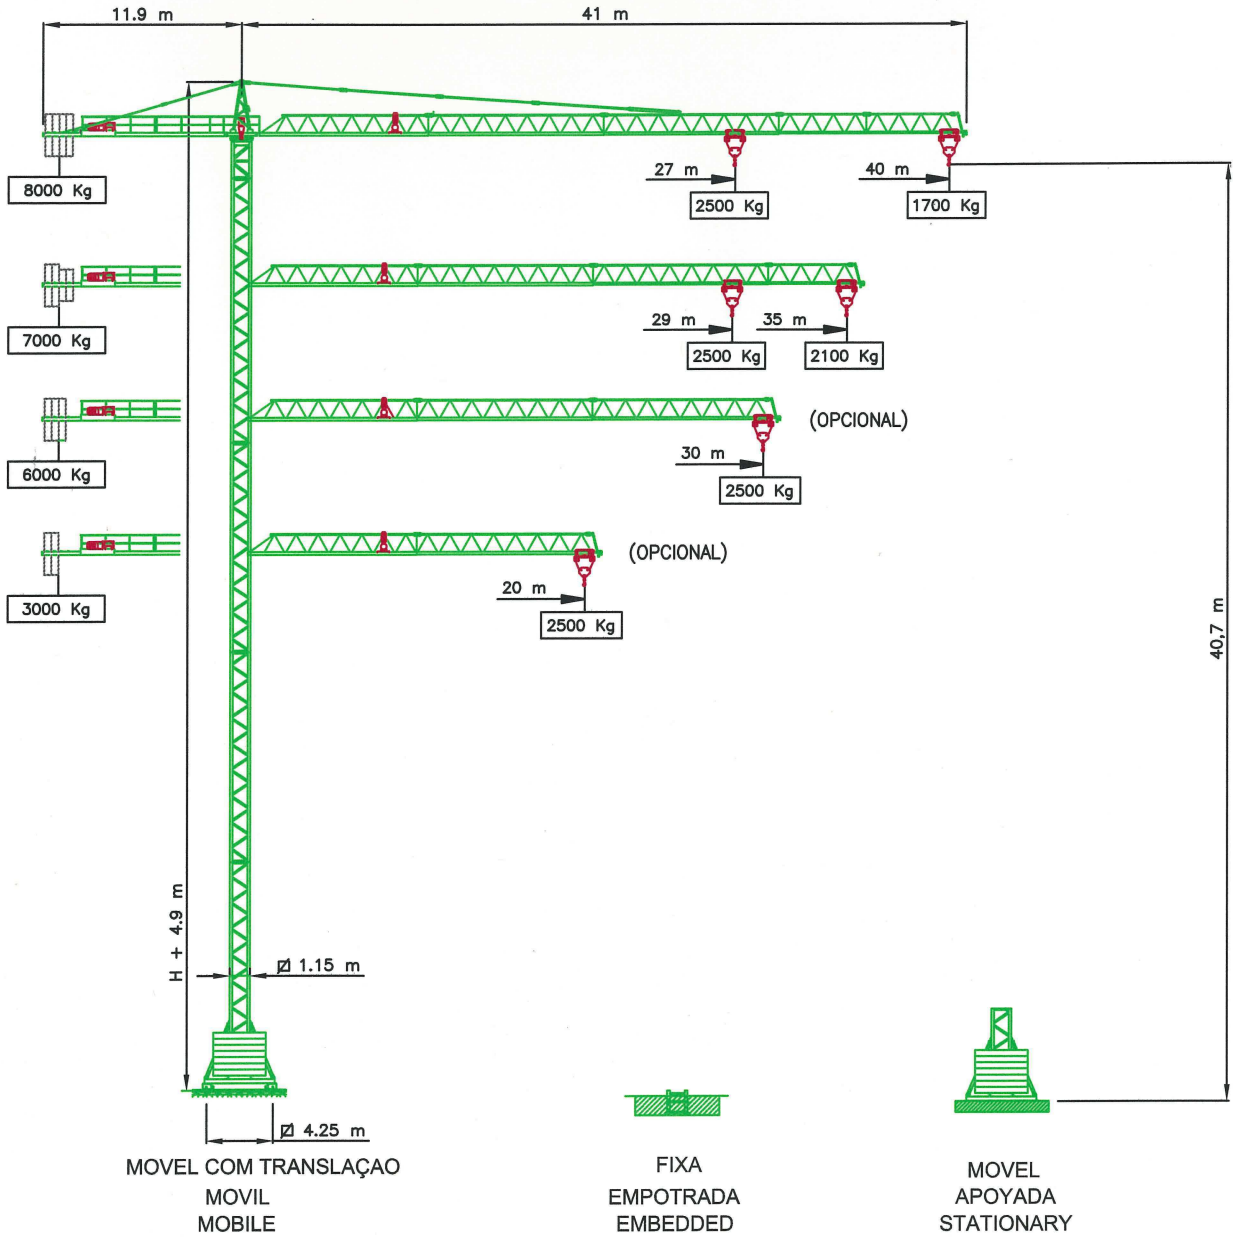 11.9 m
41 m
8000 Kg
27 m
2500 Kg
40 m
1700 Kg
7000 Kg
29 m
2500 Kg
35 m
2100 Kg
6000 Kg
(OPCIONAL)
30 m
2500 Kg
3000 Kg
(OPCIONAL)
20 m
2500 Kg
40,7 m
H + 4.9 m
1.15 m
4.25 m
MOVEL COM TRANSLAÇAO
MOVIL
MOBILE
FIXA
EMPOTRADA
EMBEDDED
MOVEL
APOYADA
STATIONARY